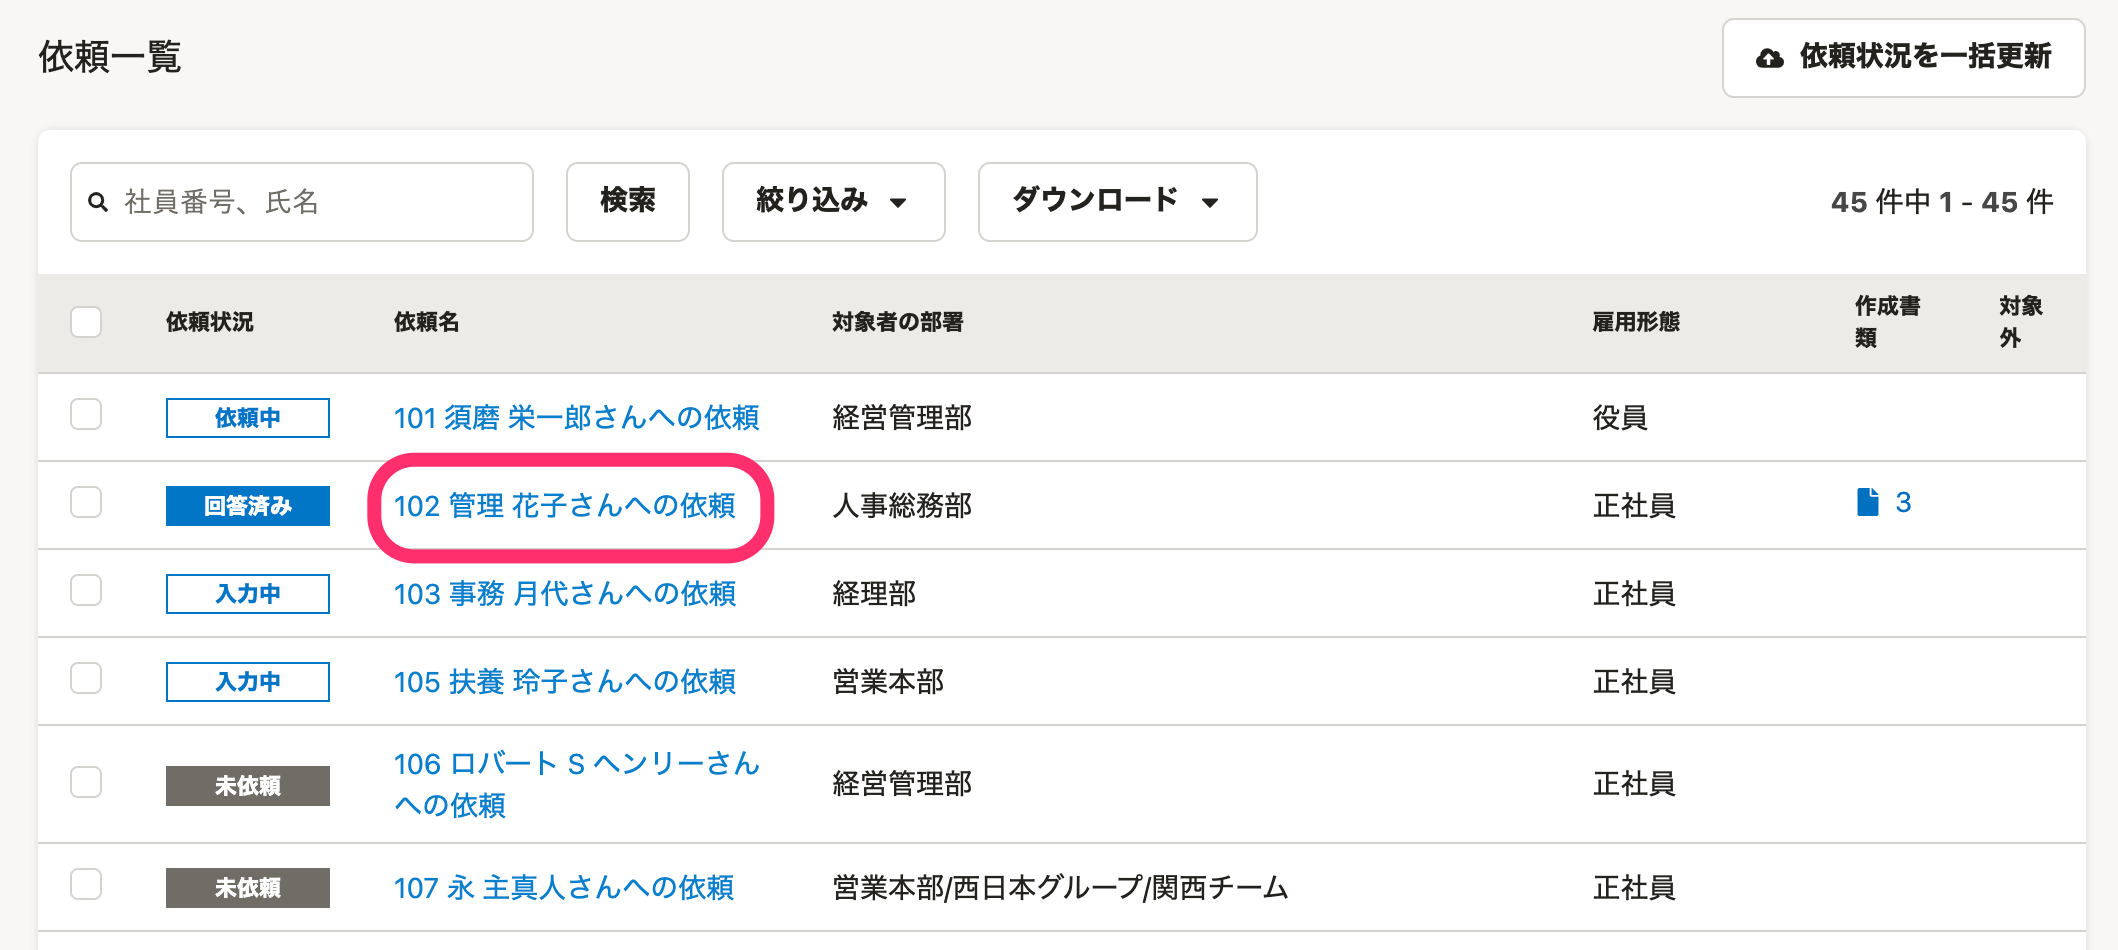 依頼一覧
依頼状況を一括更新
社員番号、氏名
検索
絞り込み
ダウンロード
45 件中 1 - 45 件
依頼状況
依頼名
対象者の部署
雇用形態
作成書
類
対象
外
依頼中
101 須磨 栄一郎さんへの依頼
経営管理部
役員
回答済み
102 管理 花子さんへの依頼
人事総務部
正社員
3
入力中
103 事務 月代さんへの依頼
経理部
正社員
入力中
105 扶養 玲子さんへの依頼
営業本部
正社員
未依頼
106 ロバート S ヘンリーさん
への依頼
経営管理部
正社員
未依頼
107 永 主真人さんへの依頼
営業本部/西日本グループ/関西チーム
正社員